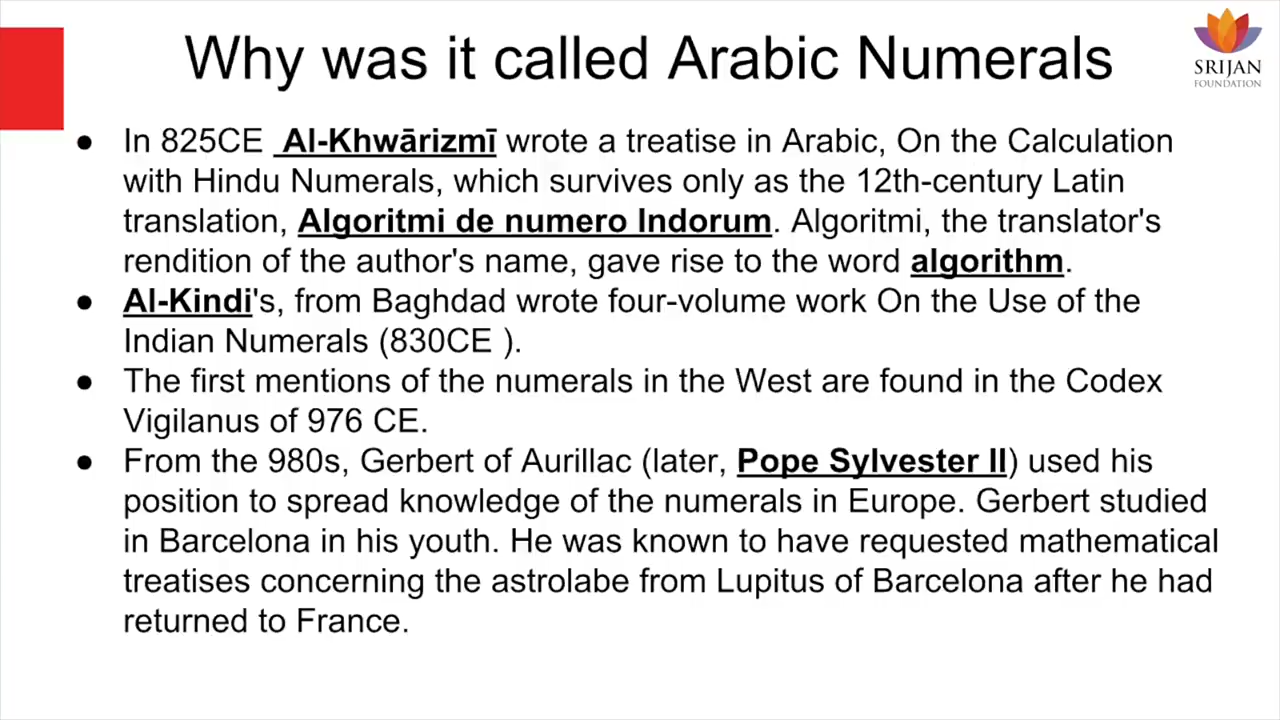 Why was it called Arabic Numerals
SRIJAN
FOUNDATION
● In 825CE Al-Khwārizmī wrote a treatise in Arabic, On the Calculation
with Hindu Numerals, which survives only as the 12th-century Latin
translation, Algoritmi de numero Indorum. Algoritmi, the translator's
rendition of the author's name, gave rise to the word algorithm.
● Al-Kindi's, from Baghdad wrote four-volume work On the Use of the
Indian Numerals (830CE ).
● The first mentions of the numerals in the West are found in the Codex
Vigilanus of 976 CE.
● From the 980s, Gerbert of Aurillac (later, Pope Sylvester II) used his
position to spread knowledge of the numerals in Europe. Gerbert studied
in Barcelona in his youth. He was known to have requested mathematical
treatises concerning the astrolabe from Lupitus of Barcelona after he had
returned to France.